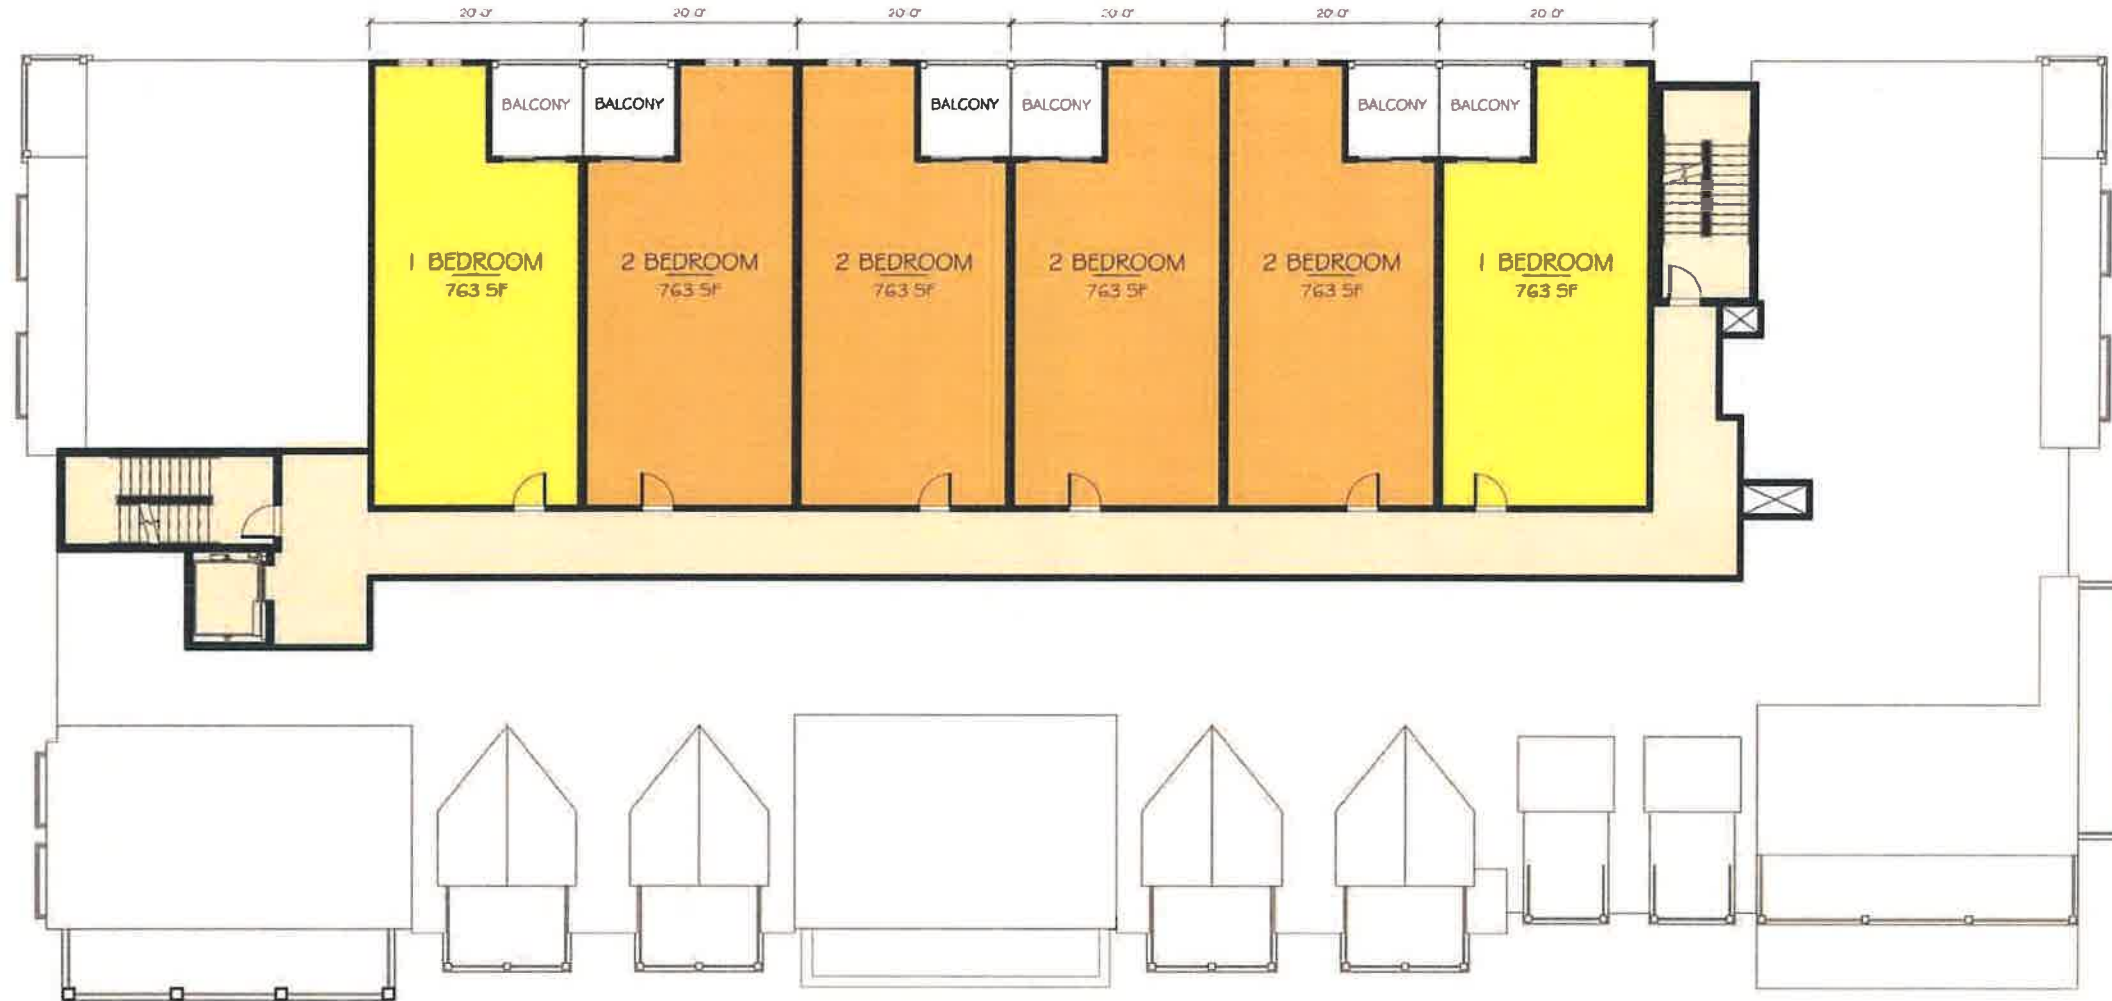 20'-0" 20'-0" 20'-0" 20'-0" 20'-0" 20'-0"
BALCONY BALCONY BALCONY BALCONY BALCONY BALCONY
1 BEDROOM 2 BEDROOM 2 BEDROOM 2 BEDROOM 2 BEDROOM 1 BEDROOM
763 SF 763 SF 763 SF 763 SF 763 SF 763 SF